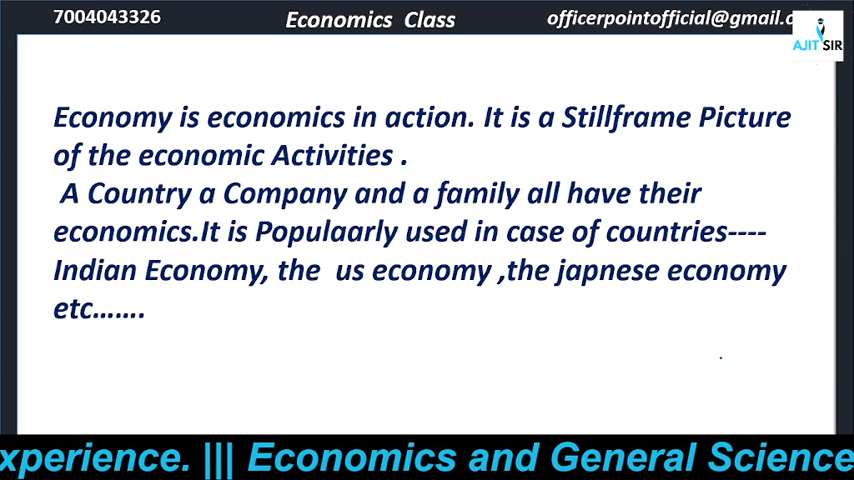 7004043326
Economics Class
officerpointofficial@gmail.
AJIT SIR
Economy is economics in action. It is a Stillframe Picture
of the economic Activities .
A Country a Company and a family all have their
economics.It is Populaarly used in case of countries----
Indian Economy, the us economy ,the japnese economy
etc.......
xperience. ||| Economics and General Science